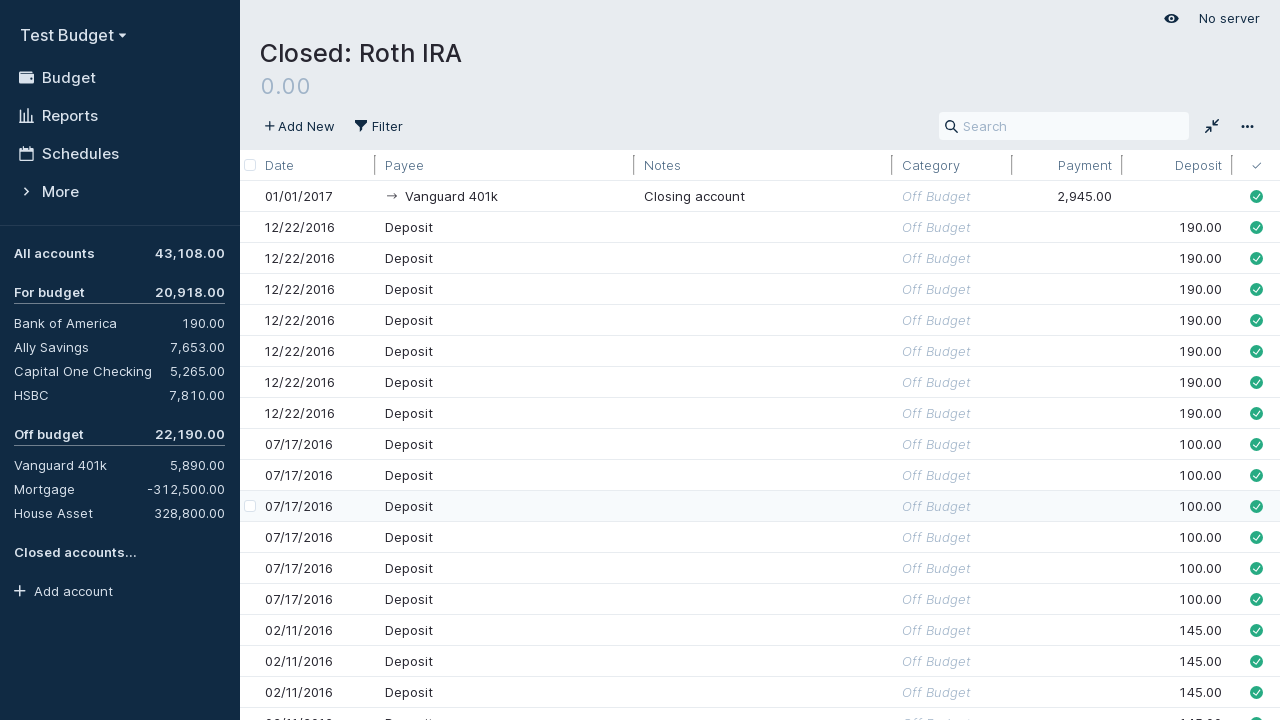 Test Budget
Budget
Reports
Schedules
More
All accounts 43,108.00
For budget 20,918.00
Bank of America 190.00
Ally Savings 7,653.00
Capital One Checking 5,265.00
HSBC 7,810.00
Off budget 22,190.00
Vanguard 401k 5,890.00
Mortgage -312,500.00
House Asset 328,800.00
Closed accounts...
Add account
No server
Closed: Roth IRA
0.00
Add New Filter Search
Date Payee Notes Category Payment Deposit
01/01/2017 → Vanguard 401k Closing account Off Budget 2,945.00
12/22/2016 Deposit Off Budget 190.00
12/22/2016 Deposit Off Budget 190.00
12/22/2016 Deposit Off Budget 190.00
12/22/2016 Deposit Off Budget 190.00
12/22/2016 Deposit Off Budget 190.00
12/22/2016 Deposit Off Budget 190.00
12/22/2016 Deposit Off Budget 190.00
07/17/2016 Deposit Off Budget 100.00
07/17/2016 Deposit Off Budget 100.00
07/17/2016 Deposit Off Budget 100.00
07/17/2016 Deposit Off Budget 100.00
07/17/2016 Deposit Off Budget 100.00
07/17/2016 Deposit Off Budget 100.00
02/11/2016 Deposit Off Budget 145.00
02/11/2016 Deposit Off Budget 145.00
02/11/2016 Deposit Off Budget 145.00